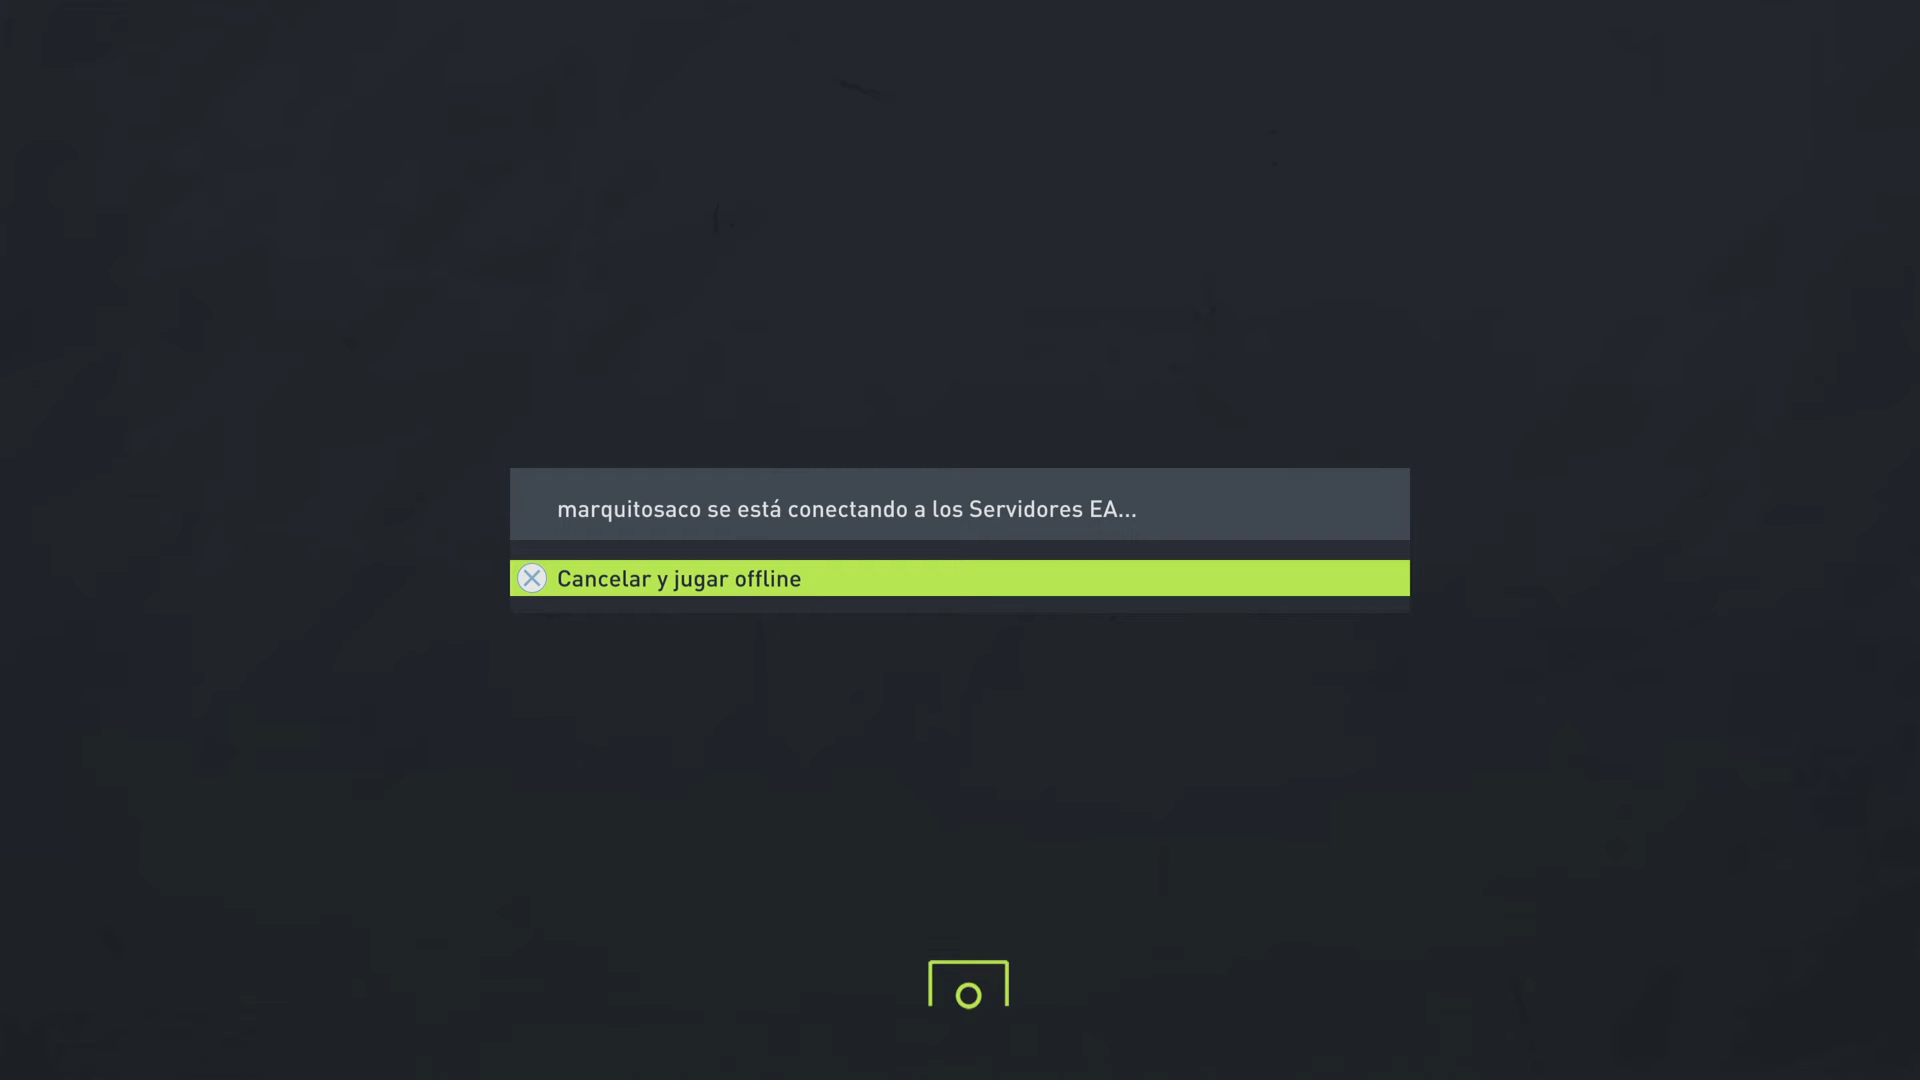 marquitosaco se está conectando a los Servidores EA...
Cancelar y jugar offline